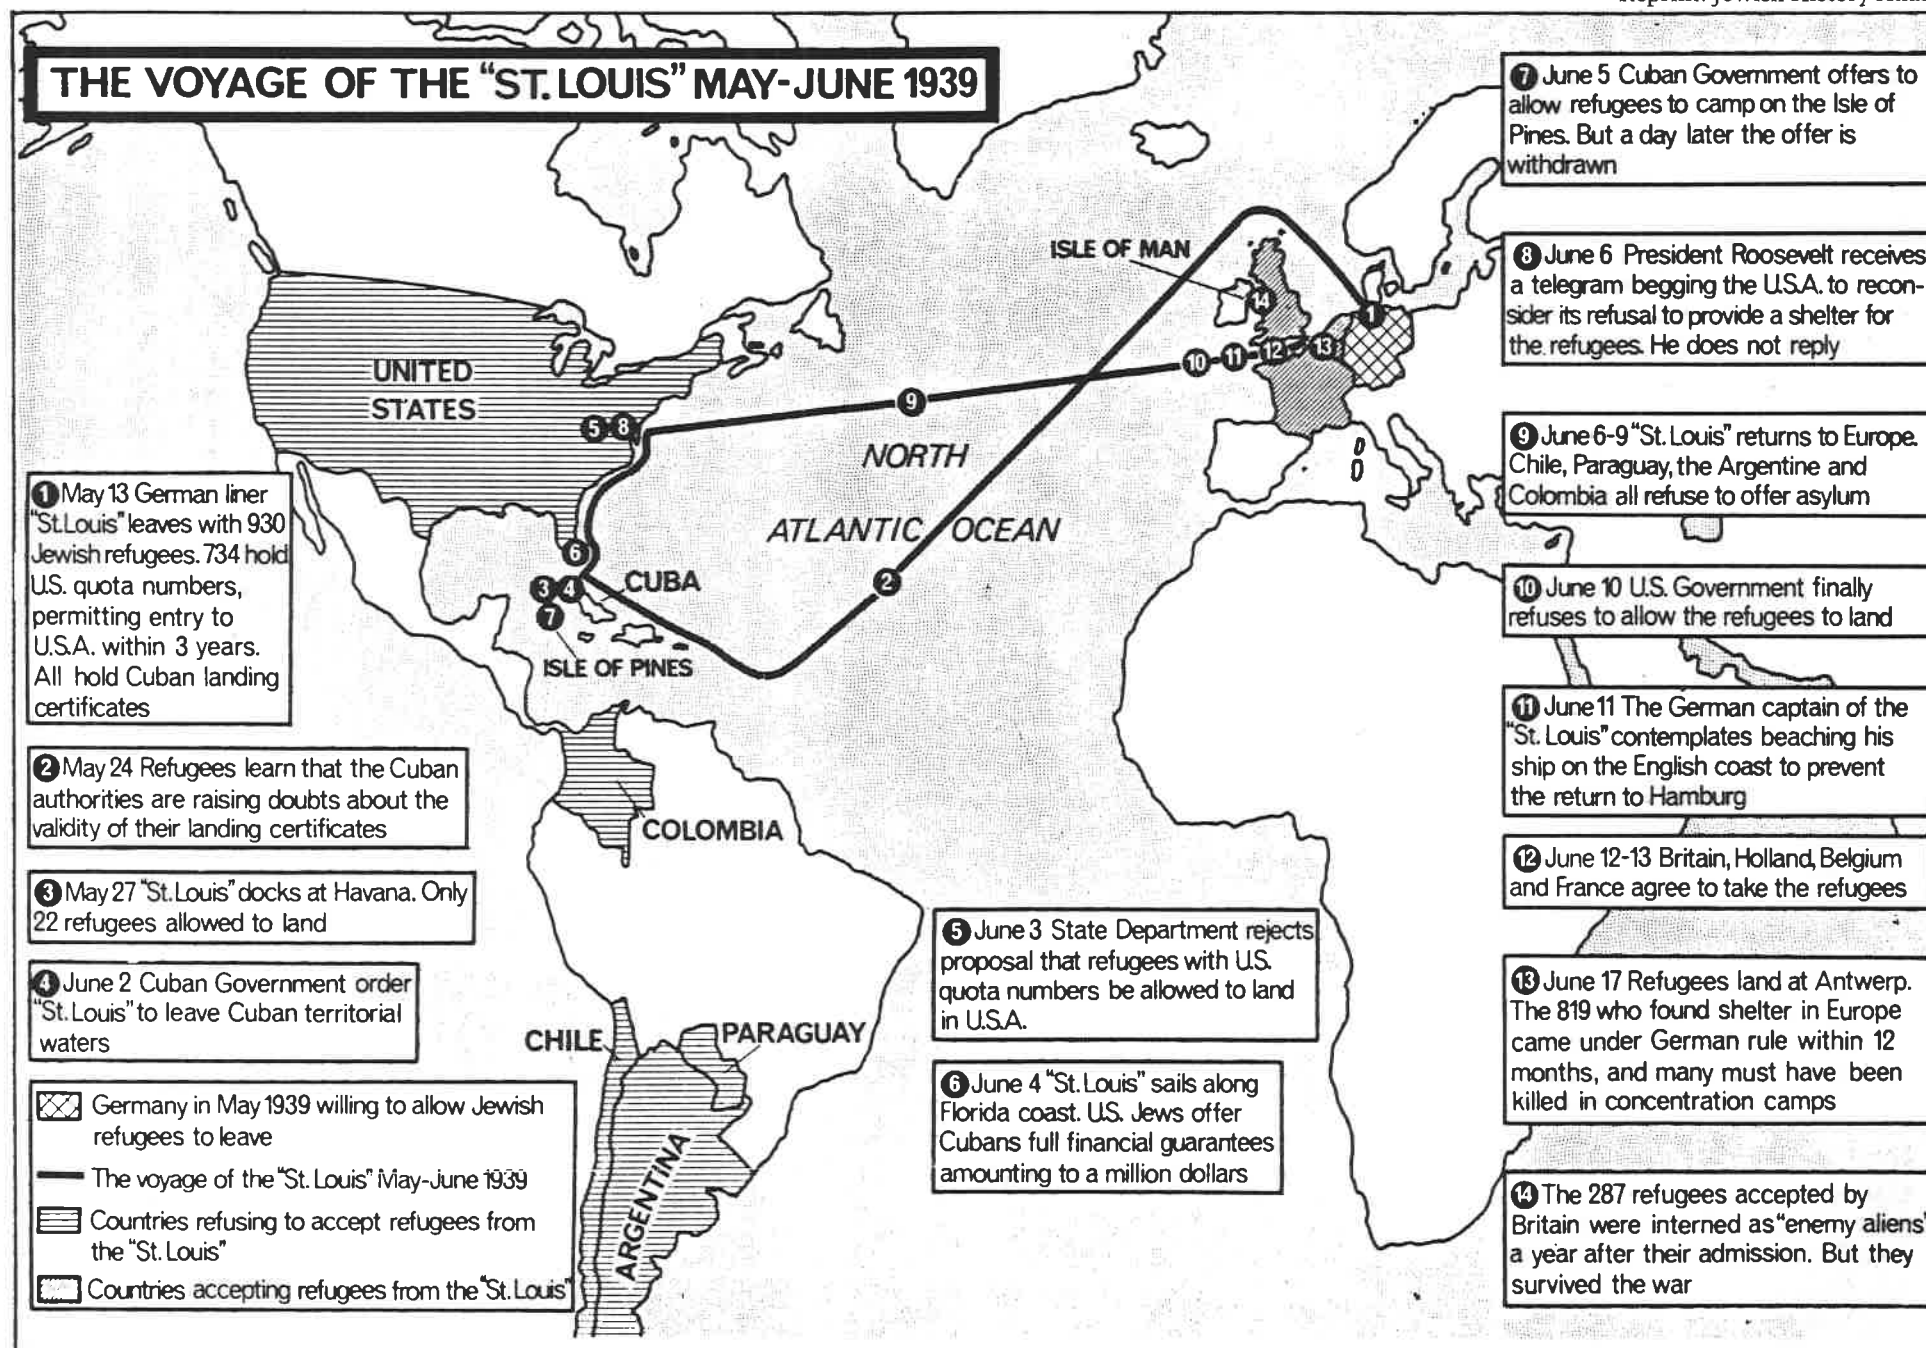 THE VOYAGE OF THE “ST. LOUIS” MAY-JUNE 1939
ISLE OF MAN
UNITED
STATES
NORTH
ATLANTIC OCEAN
CUBA
ISLE OF PINES
COLOMBIA
CHILE
PARAGUAY
ARGENTINA
1 May 13 German liner
“St.Louis” leaves with 930
Jewish refugees. 734 hold
U.S. quota numbers,
permitting entry to
U.S.A. within 3 years.
All hold Cuban landing
certificates
2 May 24 Refugees learn that the Cuban
authorities are raising doubts about the
validity of their landing certificates
3 May 27 “St.Louis” docks at Havana. Only
22 refugees allowed to land
4 June 2 Cuban Government order
“St.Louis” to leave Cuban territorial
waters
Germany in May 1939 willing to allow Jewish
refugees to leave
The voyage of the “St. Louis” May-June 1939
Countries refusing to accept refugees from
the “St. Louis”
Countries accepting refugees from the “St. Louis”
5 June 3 State Department rejects
proposal that refugees with U.S.
quota numbers be allowed to land
in U.S.A.
6 June 4 “St.Louis” sails along
Florida coast. U.S. Jews offer
Cubans full financial guarantees
amounting to a million dollars
7 June 5 Cuban Government offers to
allow refugees to camp on the Isle of
Pines. But a day later the offer is
withdrawn
8 June 6 President Roosevelt receives
a telegram begging the U.S.A. to recon-
sider its refusal to provide a shelter for
the refugees. He does not reply
9 June 6-9 “St. Louis” returns to Europe.
Chile, Paraguay, the Argentine and
Colombia all refuse to offer asylum
10 June 10 U.S. Government finally
refuses to allow the refugees to land
11 June 11 The German captain of the
“St. Louis” contemplates beaching his
ship on the English coast to prevent
the return to Hamburg
12 June 12-13 Britain, Holland, Belgium
and France agree to take the refugees
13 June 17 Refugees land at Antwerp.
The 819 who found shelter in Europe
came under German rule within 12
months, and many must have been
killed in concentration camps
14 The 287 refugees accepted by
Britain were interned as “enemy aliens”
a year after their admission. But they
survived the war
1
2
3 4
5 8
6
7
9
10 11 12 13
14